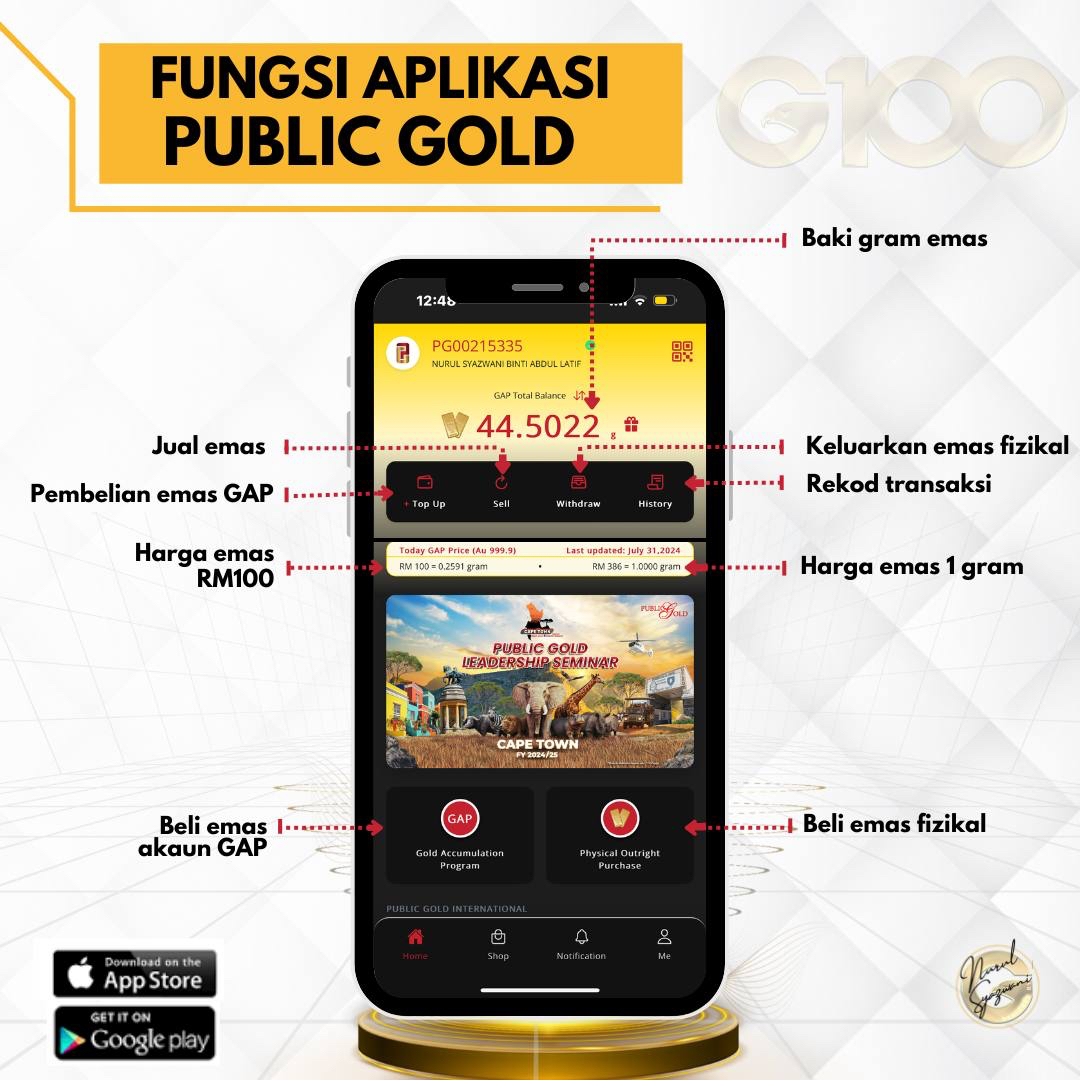 FUNGSI APLIKASI
PUBLIC GOLD
G100
Baki gram emas
12:48
PG00215335
NURUL SYAZWANI BINTI ABDUL LATIF
GAP Total Balance
44.5022 g
Jual emas
Keluarkan emas fizikal
Pembelian emas GAP
Rekod transaksi
+ Top Up
Sell
Withdraw
History
Harga emas
RM100
Today GAP Price (Au 999.9)
Last updated: July 31,2024
RM 100 = 0.2591 gram
•
RM 386 = 1.0000 gram
Harga emas 1 gram
PUBLIC GOLD
CAPE TOWN
PUBLIC GOLD
LEADERSHIP SEMINAR
CAPE TOWN
FY 2024/25
Beli emas
akaun GAP
GAP
Gold Accumulation
Program
Physical Outright
Purchase
Beli emas fizikal
PUBLIC GOLD INTERNATIONAL
Home
Shop
Notification
Me
Download on the
App Store
GET IT ON
Google play
Nurul
Syazwani